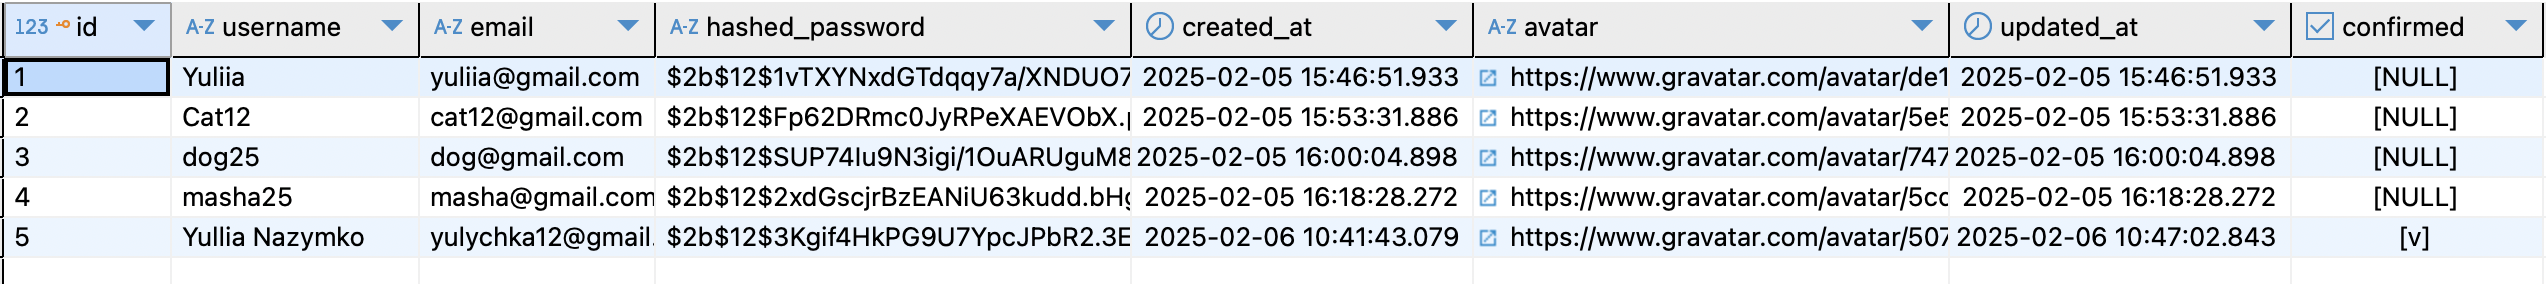 123 id A-Z username A-Z email A-Z hashed_password created_at A-Z avatar updated_at confirmed
1 Yuliia yuliia@gmail.com $2b$12$1vTXYNxdGTdqqy7a/XNDUO7 2025-02-05 15:46:51.933 https://www.gravatar.com/avatar/de1 2025-02-05 15:46:51.933 [NULL]
2 Cat12 cat12@gmail.com $2b$12$Fp62DRmc0JyRPeXAEVObX. 2025-02-05 15:53:31.886 https://www.gravatar.com/avatar/5e5 2025-02-05 15:53:31.886 [NULL]
3 dog25 dog@gmail.com $2b$12$SUP74Iu9N3igi/1OuARUguM8 2025-02-05 16:00:04.898 https://www.gravatar.com/avatar/747 2025-02-05 16:00:04.898 [NULL]
4 masha25 masha@gmail.com $2b$12$2xdGscjrBzEANiU63kudd.bHg 2025-02-05 16:18:28.272 https://www.gravatar.com/avatar/5cc 2025-02-05 16:18:28.272 [NULL]
5 Yullia Nazymko yulychka12@gmail. $2b$12$3Kgif4HkPG9U7YpcJPbR2.3E 2025-02-06 10:41:43.079 https://www.gravatar.com/avatar/507 2025-02-06 10:47:02.843 [v]